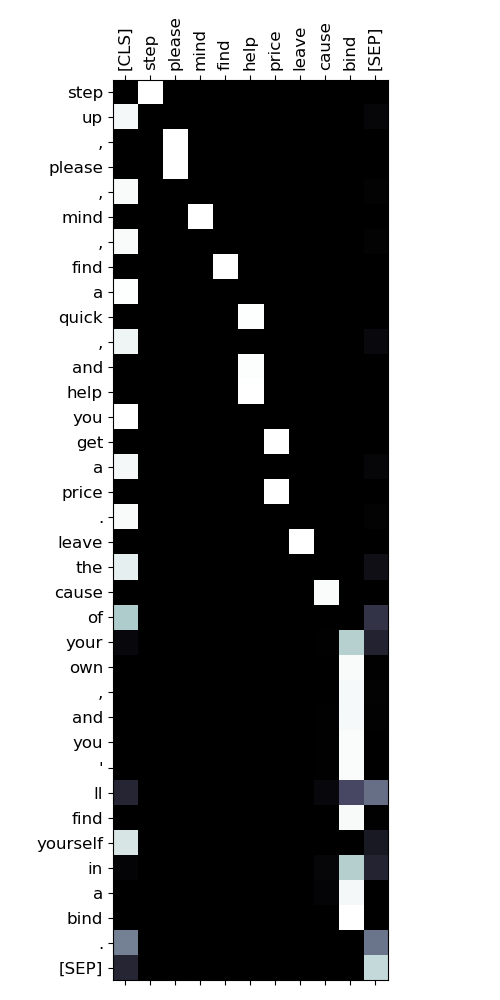 [CLS]
step
please
mind
find
help
price
leave
cause
bind
[SEP]
step
up
,
please
,
mind
,
find
a
quick
,
and
help
you
get
a
price
.
leave
the
cause
of
your
own
,
and
you
'
ll
find
yourself
in
a
bind
.
[SEP]